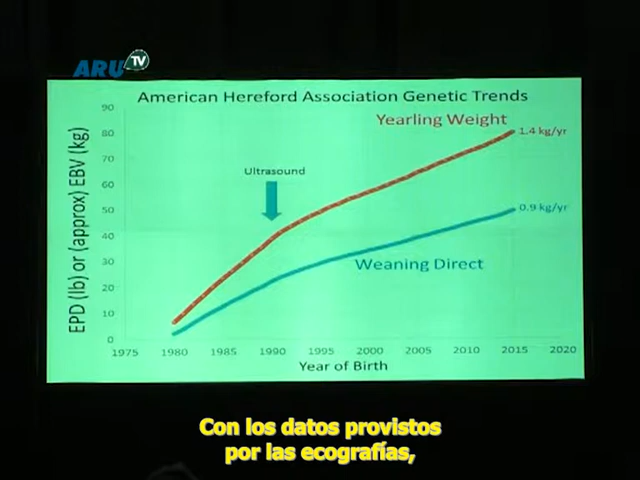 ARU TV
American Hereford Association Genetic Trends
EPD (lb) or (approx) EBV (kg)
90
80
70
60
50
40
30
20
10
0
Yearling Weight
1.4 kg/yr
Ultrasound
0.9 kg/yr
Weaning Direct
1975 1980 1985 1990 1995 2000 2005 2010 2015 2020
Year of Birth
Con los datos provistos
por las ecografías,